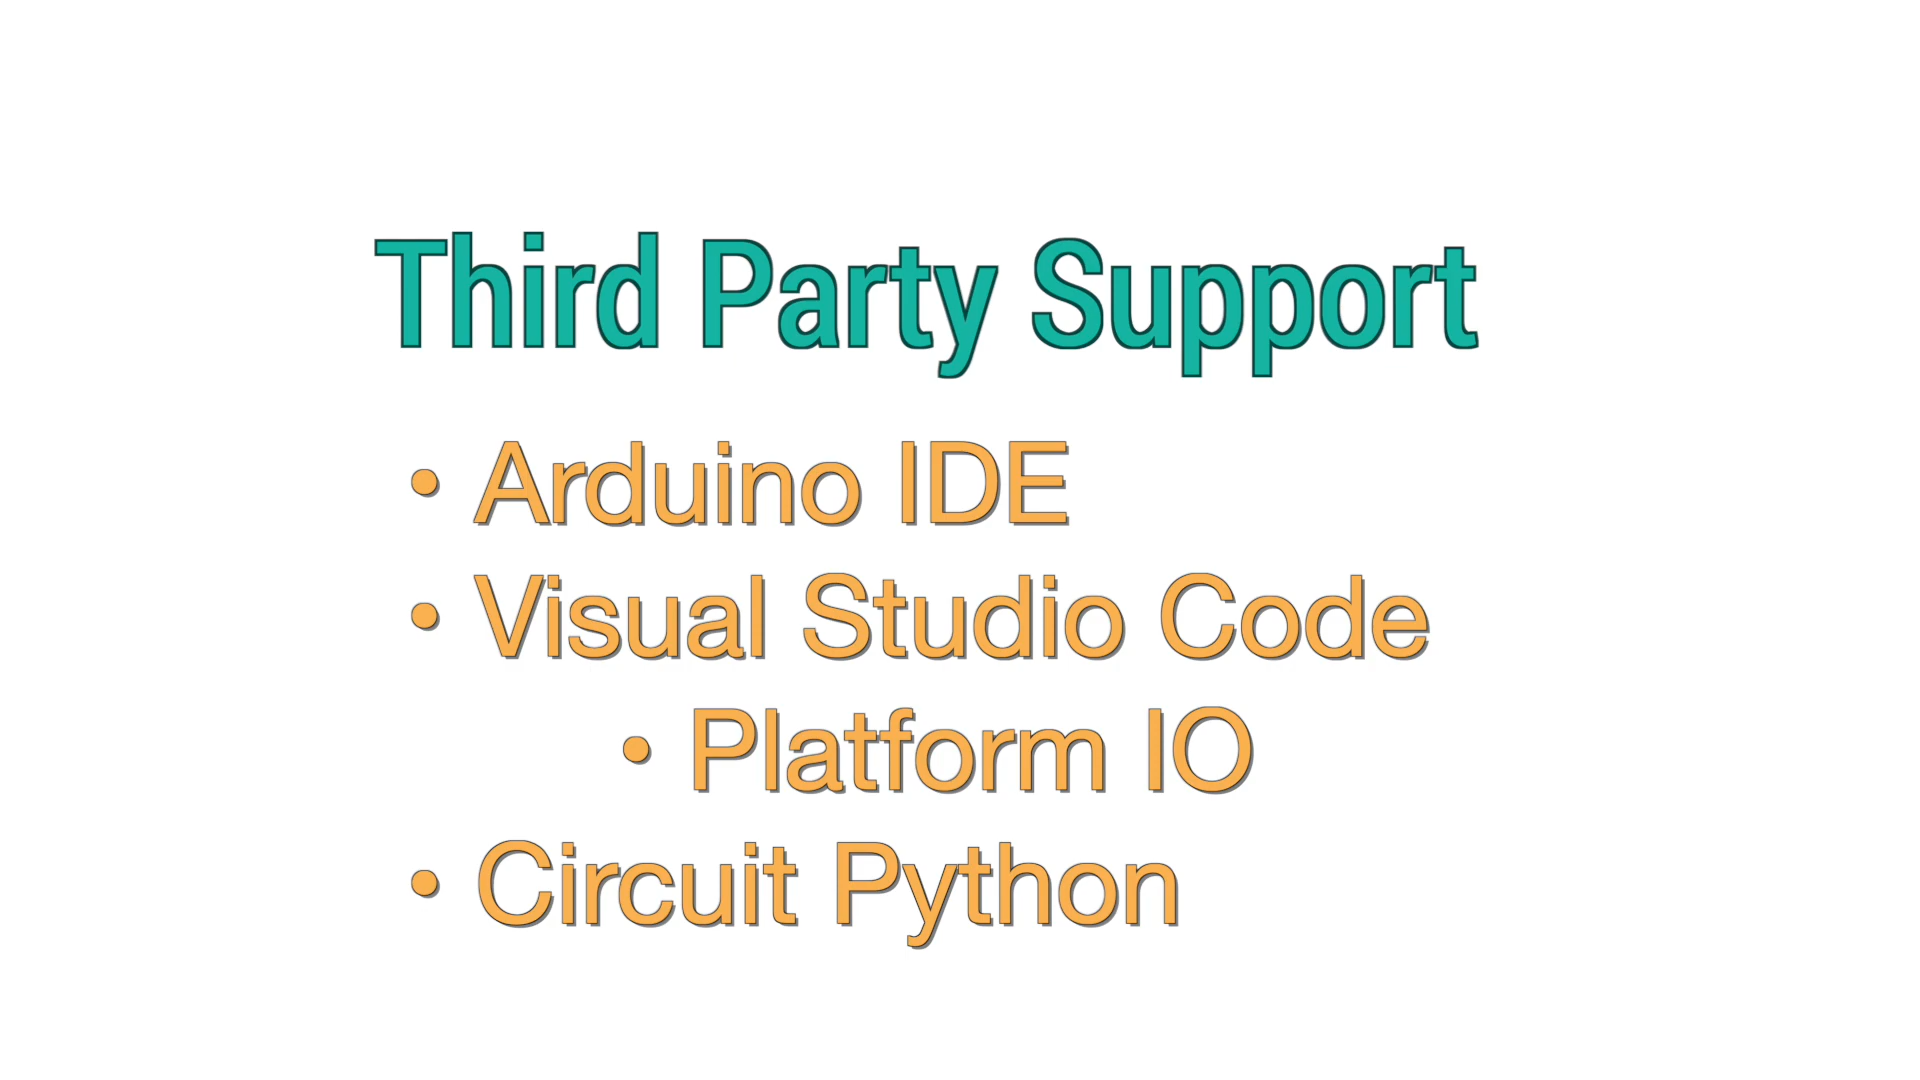 Third Party Support
• Arduino IDE
• Visual Studio Code
• Platform IO
• Circuit Python